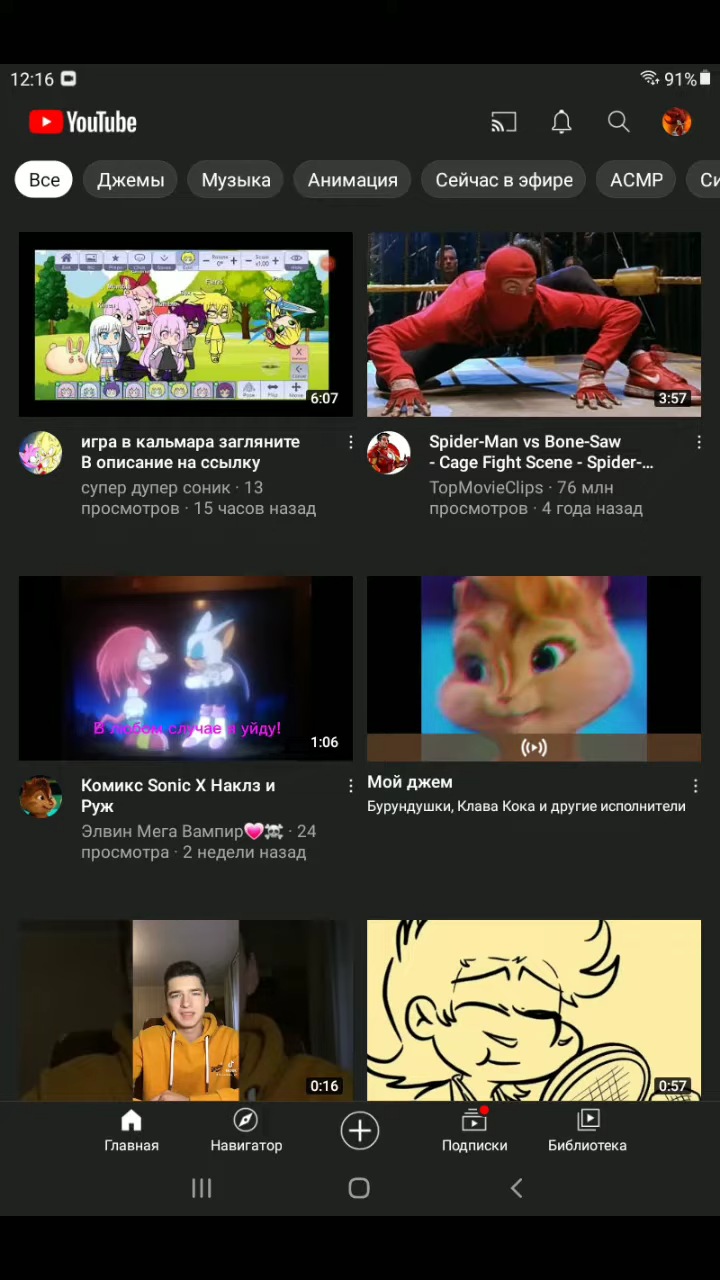 12:16
91%
YouTube
Все
Джемы
Музыка
Анимация
Сейчас в эфире
АСМР
Си
6:07
3:57
игра в кальмара загляните
В описание на ссылку
супер дупер соник · 13
просмотров · 15 часов назад
Spider-Man vs Bone-Saw
- Cage Fight Scene - Spider-...
TopMovieClips · 76 млн
просмотров · 4 года назад
В любом случае я уйду!
1:06
Комикс Sonic X Наклз и
Руж
Элвин Мега Вампир💗☠ · 24
просмотра · 2 недели назад
Мой джем
Бурундушки, Клава Кока и другие исполнители
0:16
0:57
Главная
Навигатор
Подписки
Библиотека